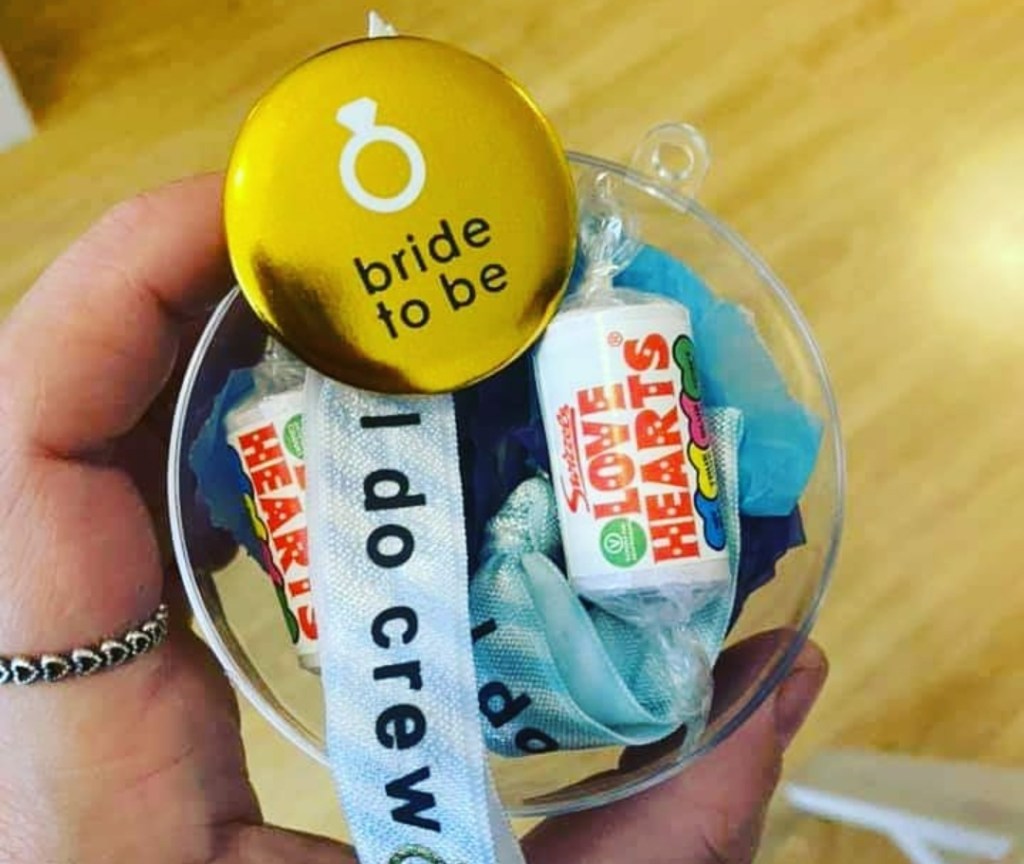 bride
to be
I do crew
Swizzels
LOVE
HEARTS
®
HEARTS
I do